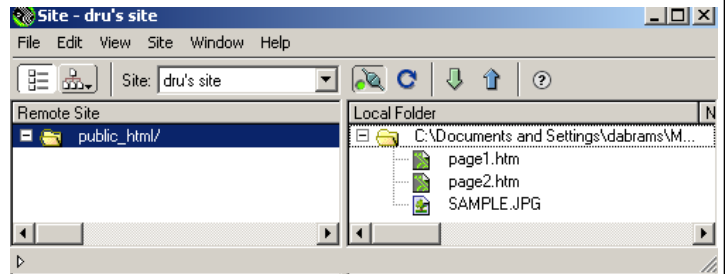 Site - dru's site
File Edit View Site Window Help
Site: dru's site
Remote Site
Local Folder N
public_html/
C:\Documents and Settings\dabrams\M...
page1.htm
page2.htm
SAMPLE.JPG